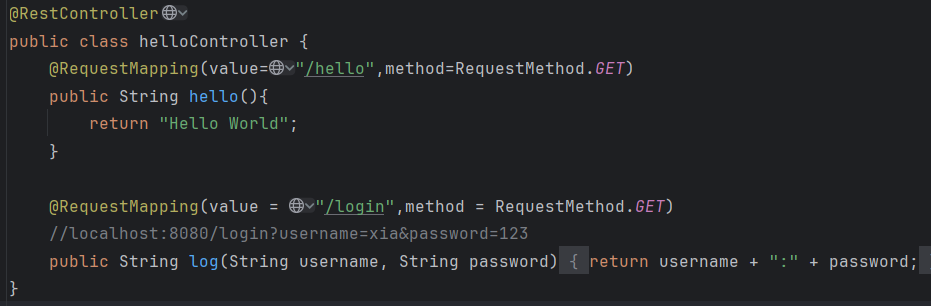 @RestController
public class helloController {
    @RequestMapping(value="/hello",method=RequestMethod.GET)
    public String hello(){
        return "Hello World";
    }

    @RequestMapping(value = "/login",method = RequestMethod.GET)
    //localhost:8080/login?username=xia&password=123
    public String log(String username, String password) { return username + ":" + password;
}